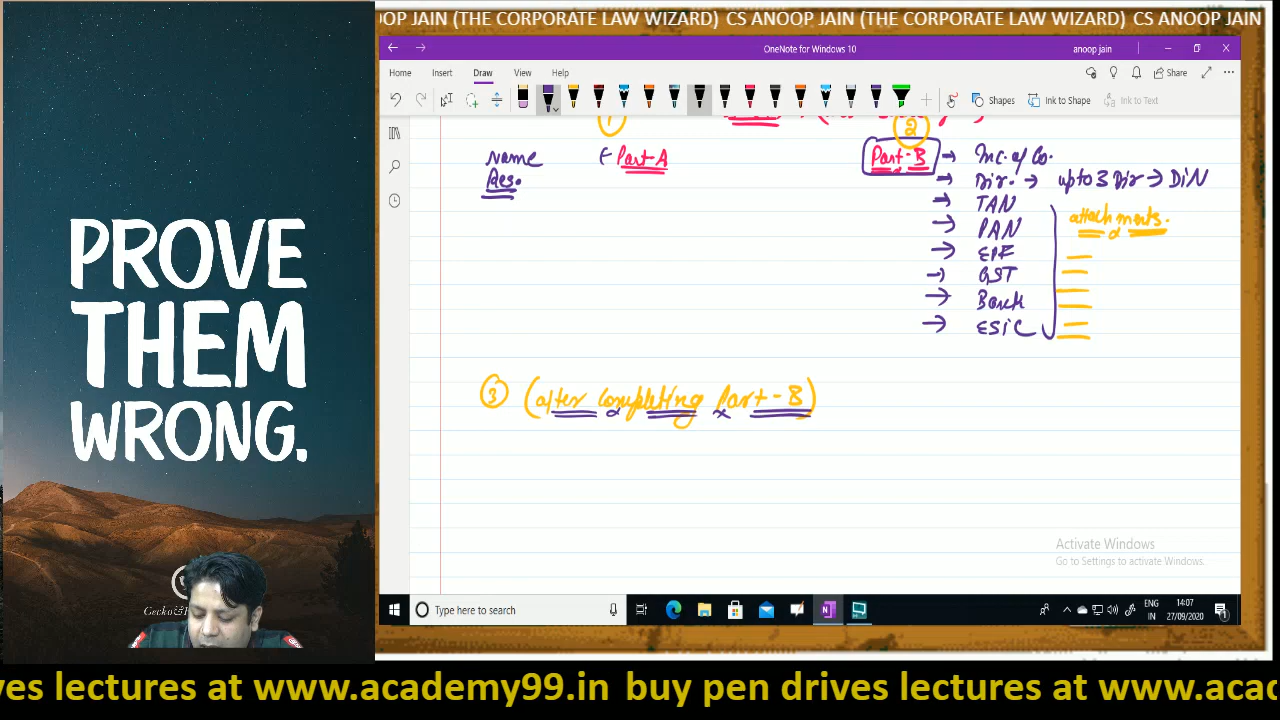 OOP JAIN (THE CORPORATE LAW WIZARD) CS ANOOP JAIN (THE CORPORATE LAW WIZARD) CS ANOOP JAIN
PROVE
THEM
WRONG.
OneNote for Windows 10
anoop jain
Home Insert Draw View Help
Share
Shapes Ink to Shape Ink to Text
1
2
Name
Res.
Part-A
Part-B
Inc. of Co.
Dir. → upto 3 Dir → DIN
TAN
PAN
EPF
GST
Bank
ESIC
attachments.
3 (after completing Part-B)
Activate Windows
Go to Settings to activate Windows.
Type here to search
ENG
IN
14:07
27/09/2020
1
ves lectures at www.academy99.in buy pen drives lectures at www.acad